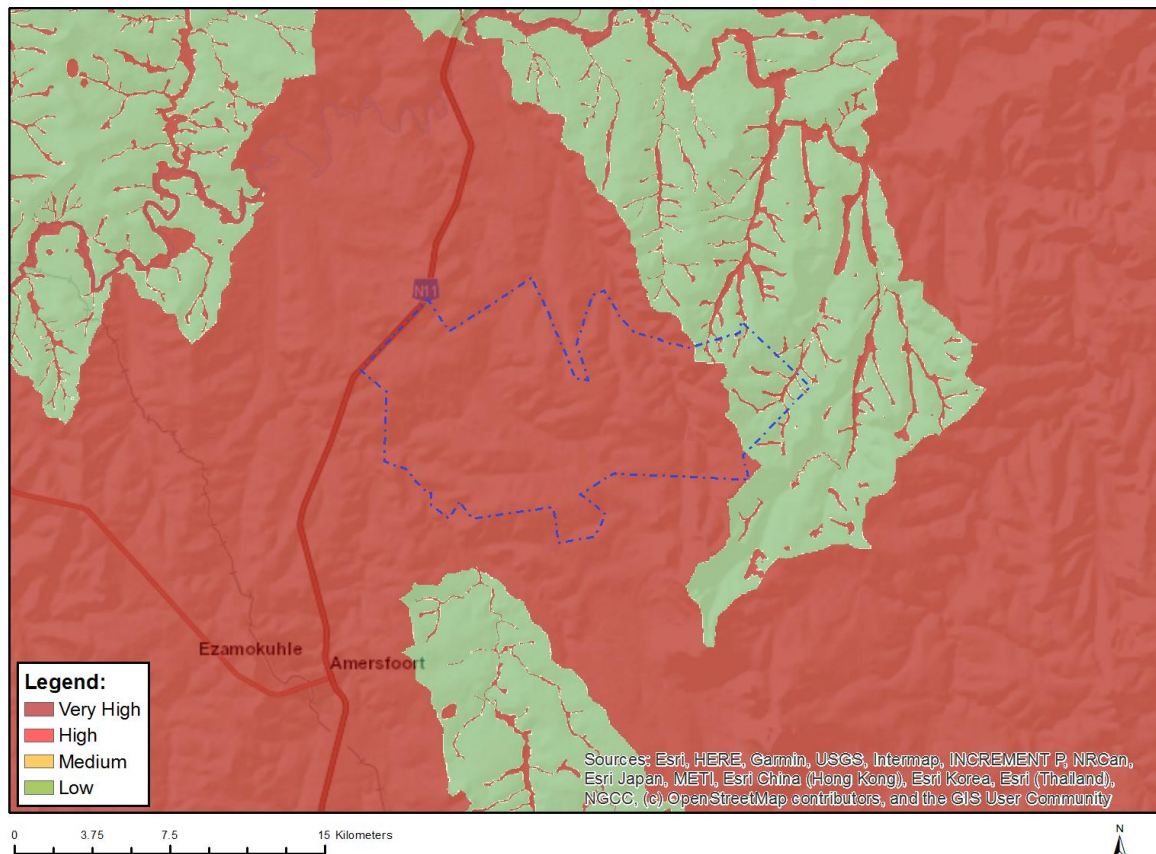 N11
Ezamokuhle
Amersfoort
Legend:
Very High
High
Medium
Low
Sources: Esri, HERE, Garmin, USGS, Intermap, INCREMENT P, NRCan,
Esri Japan, METI, Esri China (Hong Kong), Esri Korea, Esri (Thailand),
NGCC, (c) OpenStreetMap contributors, and the GIS User Community
0 3.75 7.5 15 Kilometers
N